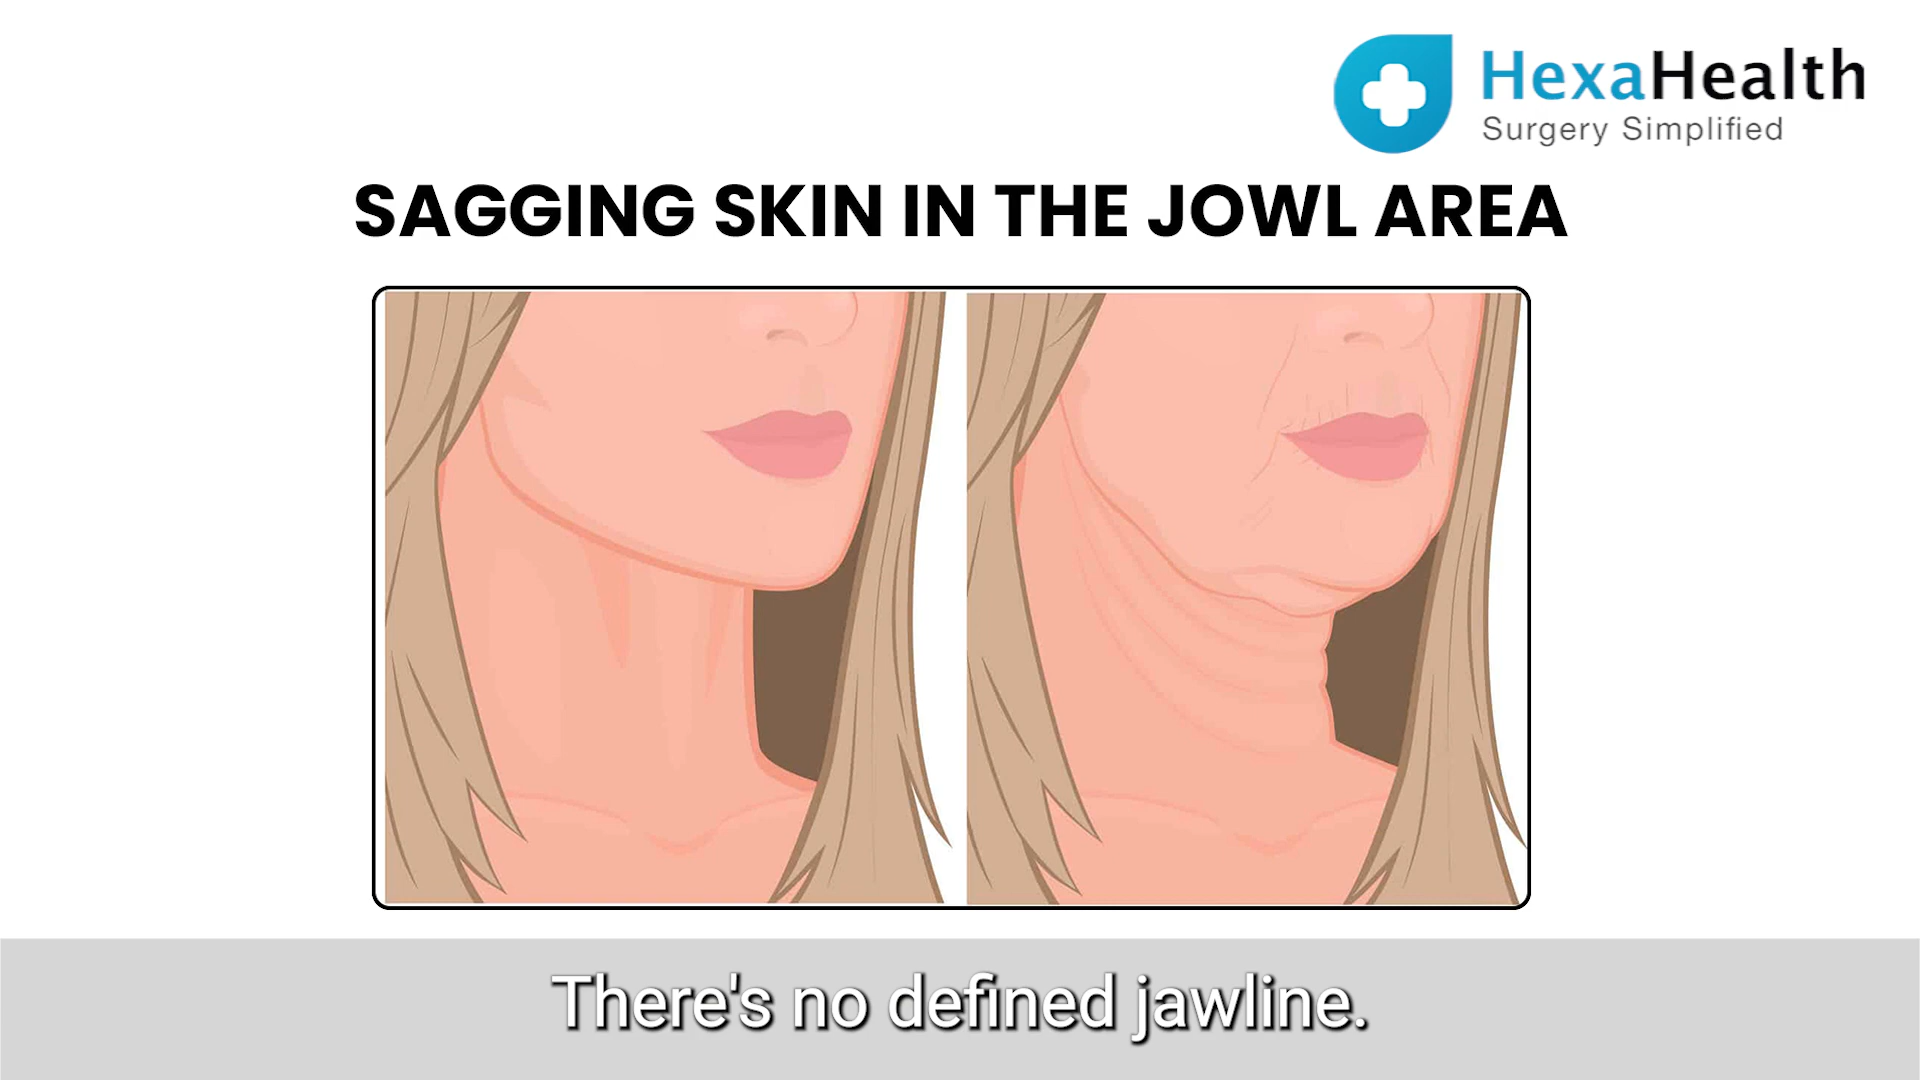 HexaHealth
Surgery Simplified
SAGGING SKIN IN THE JOWL AREA
There's no defined jawline.